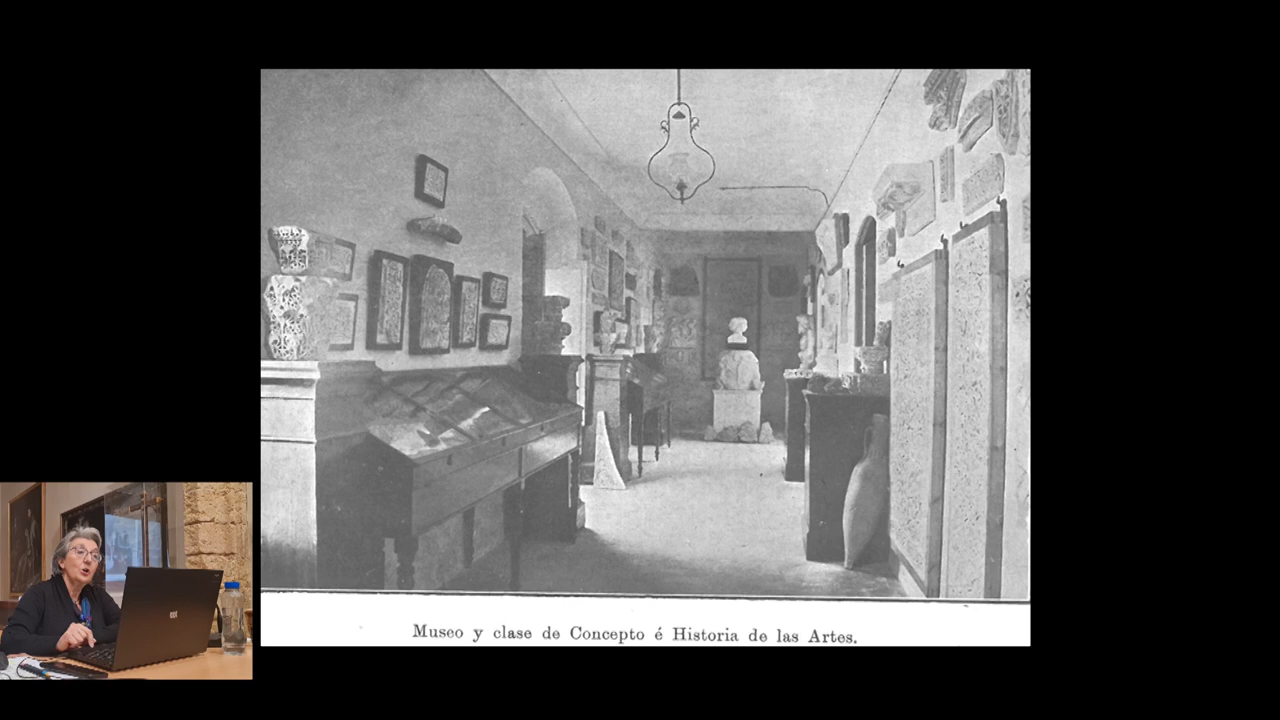 Museo y clase de Concepto é Historia de las Artes.